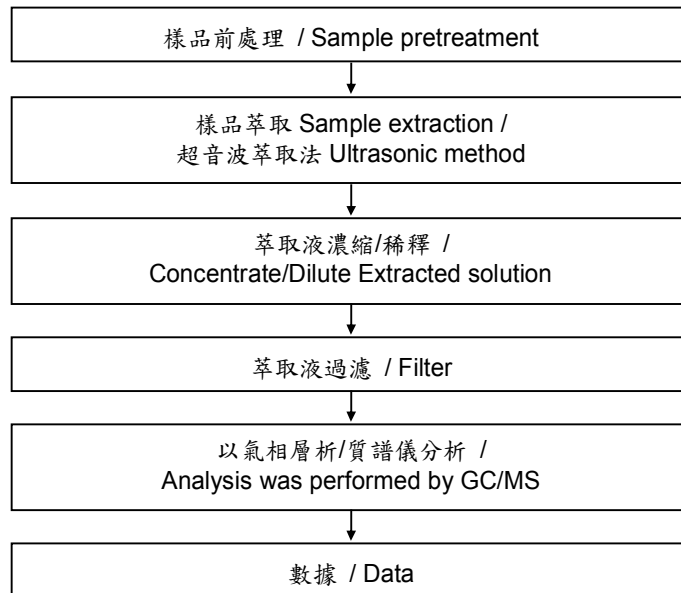 樣品前處理 / Sample pretreatment
樣品萃取 Sample extraction /
超音波萃取法 Ultrasonic method
萃取液濃縮/稀釋 /
Concentrate/Dilute Extracted solution
萃取液過濾 / Filter
以氣相層析/質譜儀分析 /
Analysis was performed by GC/MS
數據 / Data